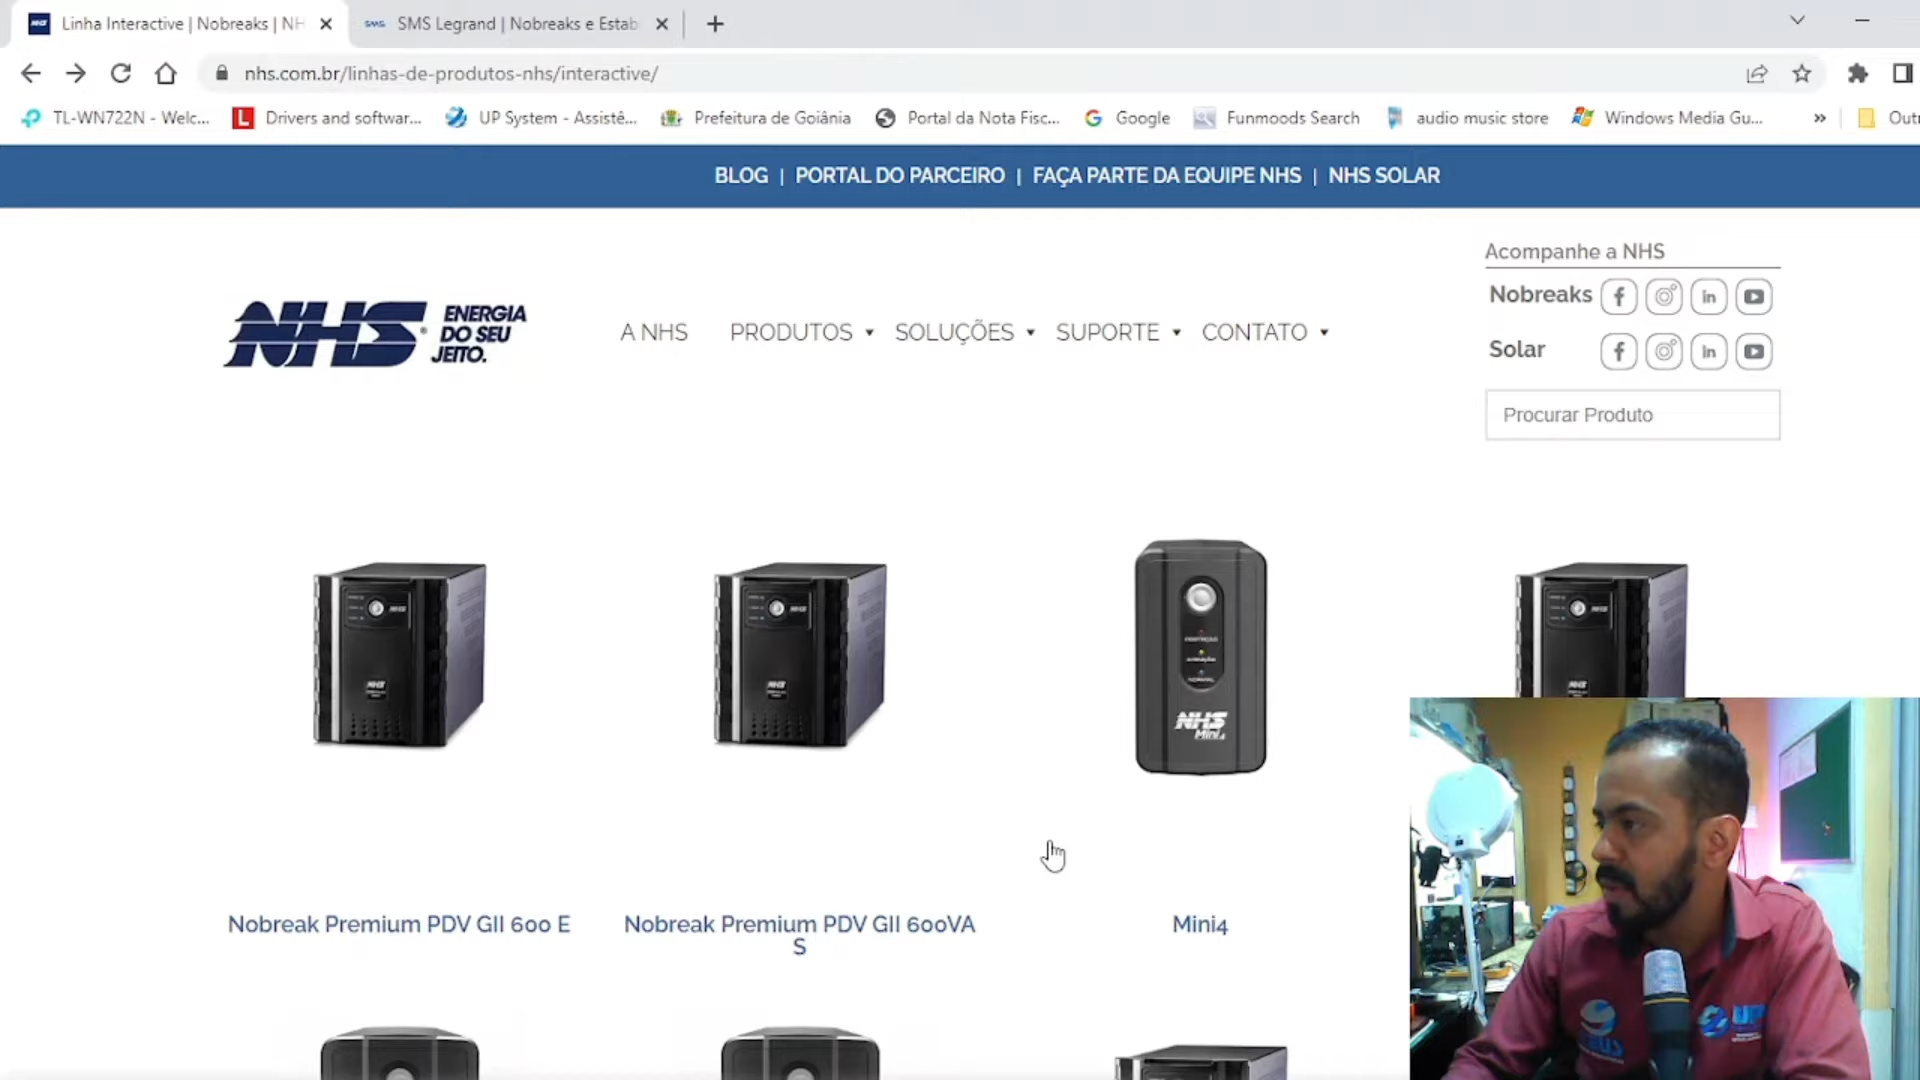 Linha Interactive | Nobreaks | NH
SMS Legrand | Nobreaks e Estab
nhs.com.br/linhas-de-produtos-nhs/interactive/
TL-WN722N - Welc...
Drivers and softwar...
UP System - Assistê...
Prefeitura de Goiânia
Portal da Nota Fisc...
Google
Funmoods Search
audio music store
Windows Media Gu...
»
Outr
BLOG | PORTAL DO PARCEIRO | FAÇA PARTE DA EQUIPE NHS | NHS SOLAR
Acompanhe a NHS
Nobreaks
Solar
Procurar Produto
NHS
ENERGIA
DO SEU
JEITO.
A NHS
PRODUTOS
SOLUÇÕES
SUPORTE
CONTATO
NHS
Mini4
Nobreak Premium PDV GII 600 E
Nobreak Premium PDV GII 600VA
S
Mini4